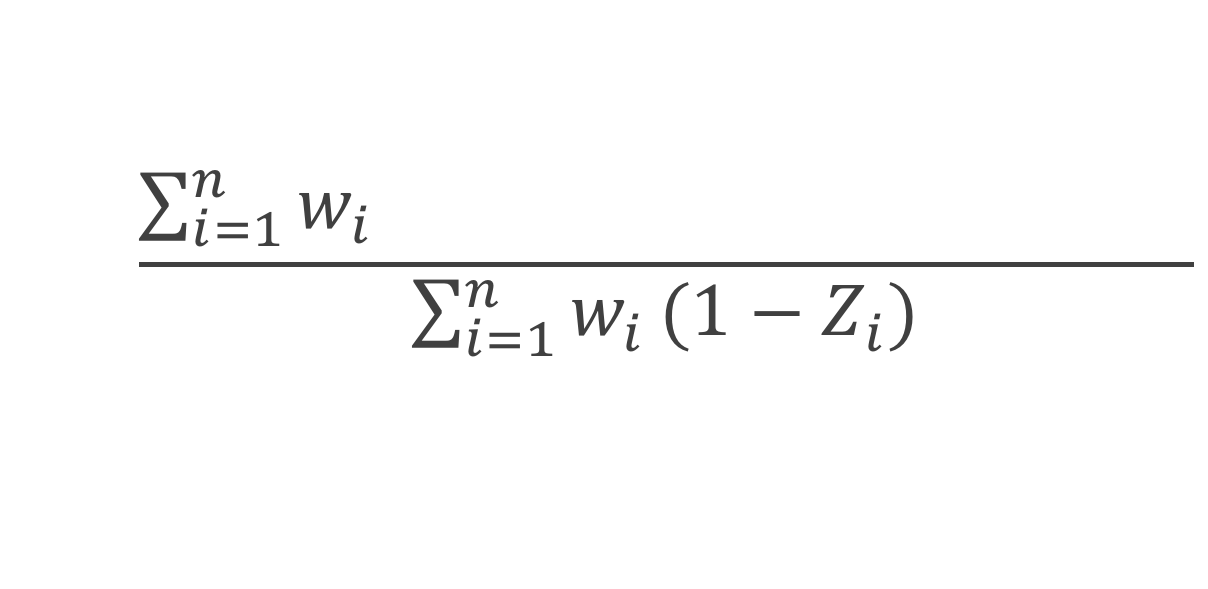 ∑ⁿᵢ₌₁ wᵢ
∑ⁿᵢ₌₁ wᵢ (1 − Zᵢ)